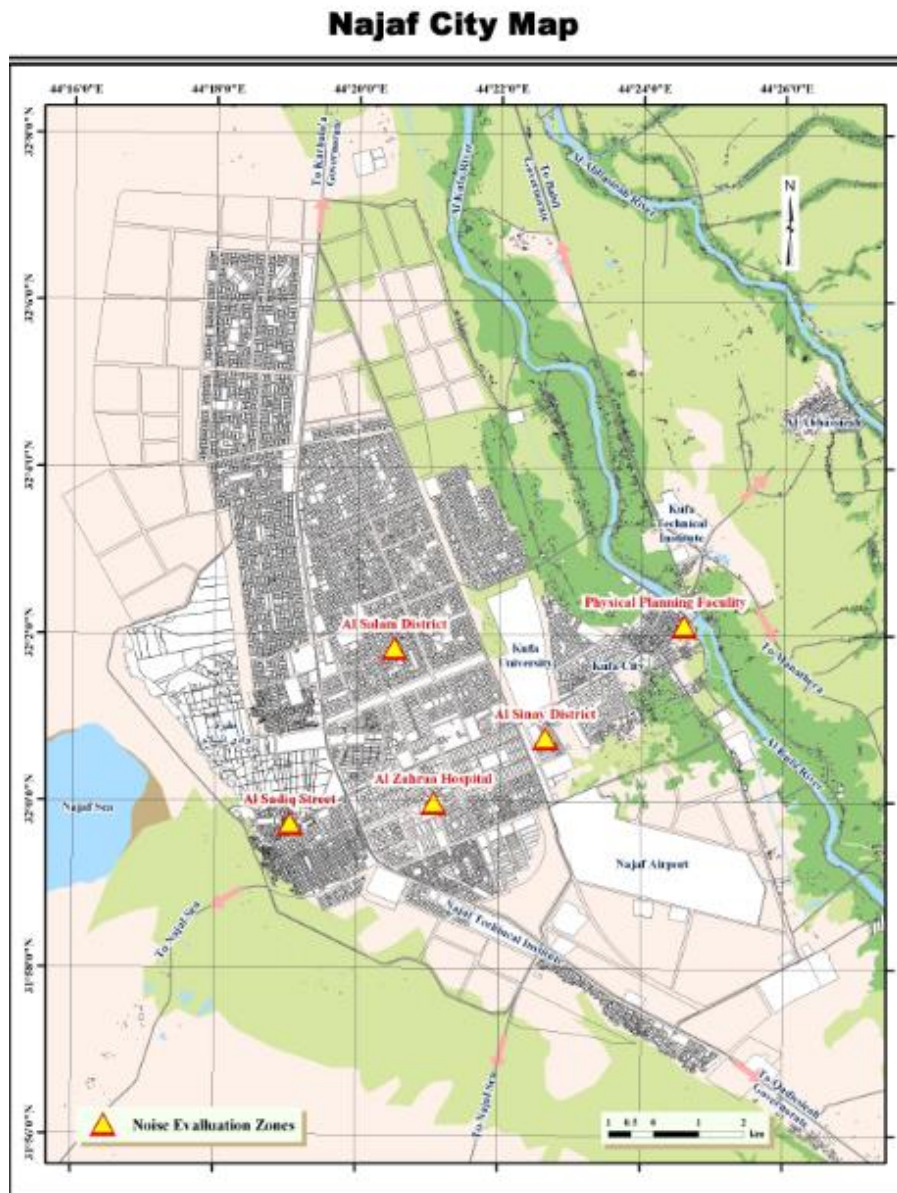 Najaf City Map
44°16'0"E
44°18'0"E
44°20'0"E
44°22'0"E
44°24'0"E
44°26'0"E
32°8'0"N
32°6'0"N
32°4'0"N
32°2'0"N
32°0'0"N
31°58'0"N
31°56'0"N
N
To Karbala'a
Governorate
Al Kufa River
To Babil
Governorate
Al Abbasirah River
Al Abbasirah
Kufa
Technical
Institute
Physical Planning Faculity
Al Salam District
Kufa
University
Kufa City
To Manathera
Al Sinay District
Al Kufa River
Al Zahraa Hospital
Al Sadiq Street
Najaf Sea
Najaf Airport
Najaf Technical Institute
To Najaf Sea
To Najaf Sea
To Qadissieh
Governorate
Noise Evalluation Zones
1 0.5 0 1 2
km